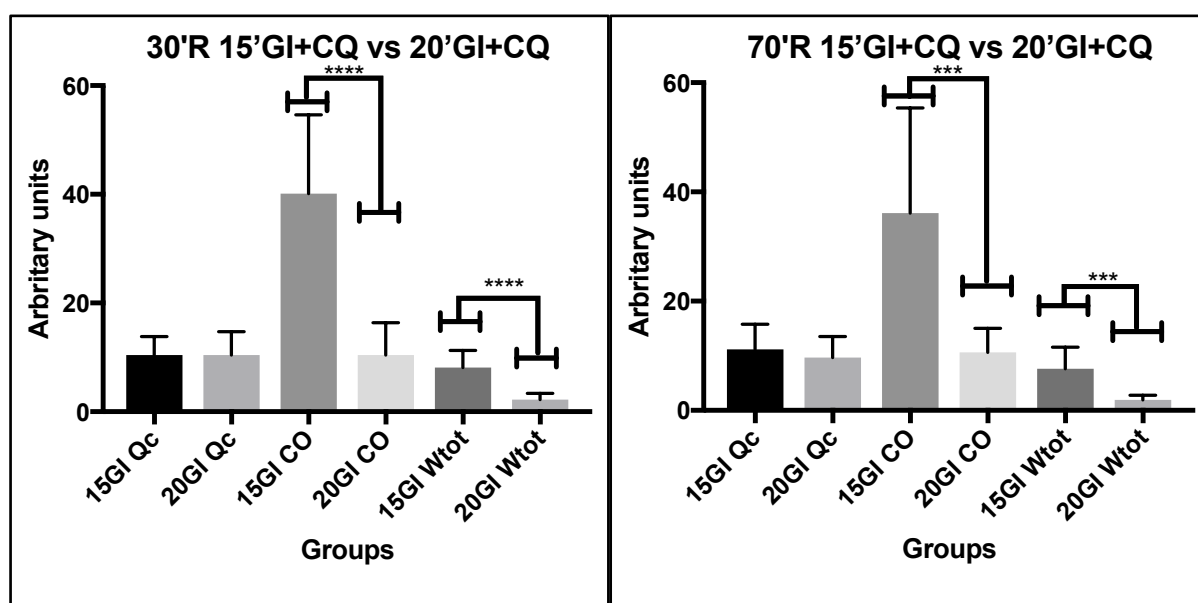 30'R 15’GI+CQ vs 20’GI+CQ
****
60
40
20
0
Arbritary units
****
15GI Qc
20GI Qc
15GI CO
20GI CO
15GI Wtot
20GI Wtot
Groups
70'R 15’GI+CQ vs 20’GI+CQ
***
60
40
20
0
Arbritary units
***
15GI Qc
20GI Qc
15GI CO
20GI CO
15GI Wtot
20GI Wtot
Groups